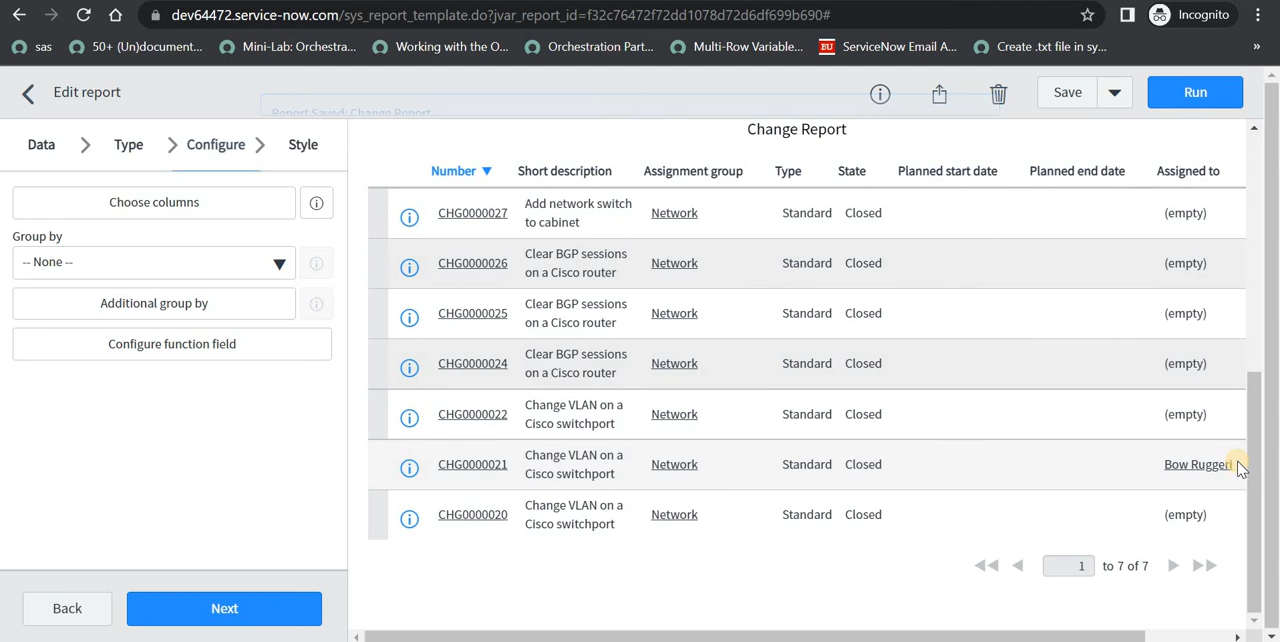 dev64472.service-now.com/sys_report_template.do?jvar_report_id=f32c76472f72dd1078d72d6df699b690#
Incognito
sas
50+ (Un)document...
Mini-Lab: Orchestra...
Working with the O...
Orchestration Part...
Multi-Row Variable...
BU
ServiceNow Email A...
Create .txt file in sy...
»
Edit report
Report Saved: Change Report
Save
Run
Data
Type
Configure
Style
Choose columns
Group by
-- None --
Additional group by
Configure function field
Back
Next
Change Report
Number Short description Assignment group Type State Planned start date Planned end date Assigned to
CHG0000027 Add network switch to cabinet Network Standard Closed (empty)
CHG0000026 Clear BGP sessions on a Cisco router Network Standard Closed (empty)
CHG0000025 Clear BGP sessions on a Cisco router Network Standard Closed (empty)
CHG0000024 Clear BGP sessions on a Cisco router Network Standard Closed (empty)
CHG0000022 Change VLAN on a Cisco switchport Network Standard Closed (empty)
CHG0000021 Change VLAN on a Cisco switchport Network Standard Closed Bow Ruggeri
CHG0000020 Change VLAN on a Cisco switchport Network Standard Closed (empty)
1 to 7 of 7